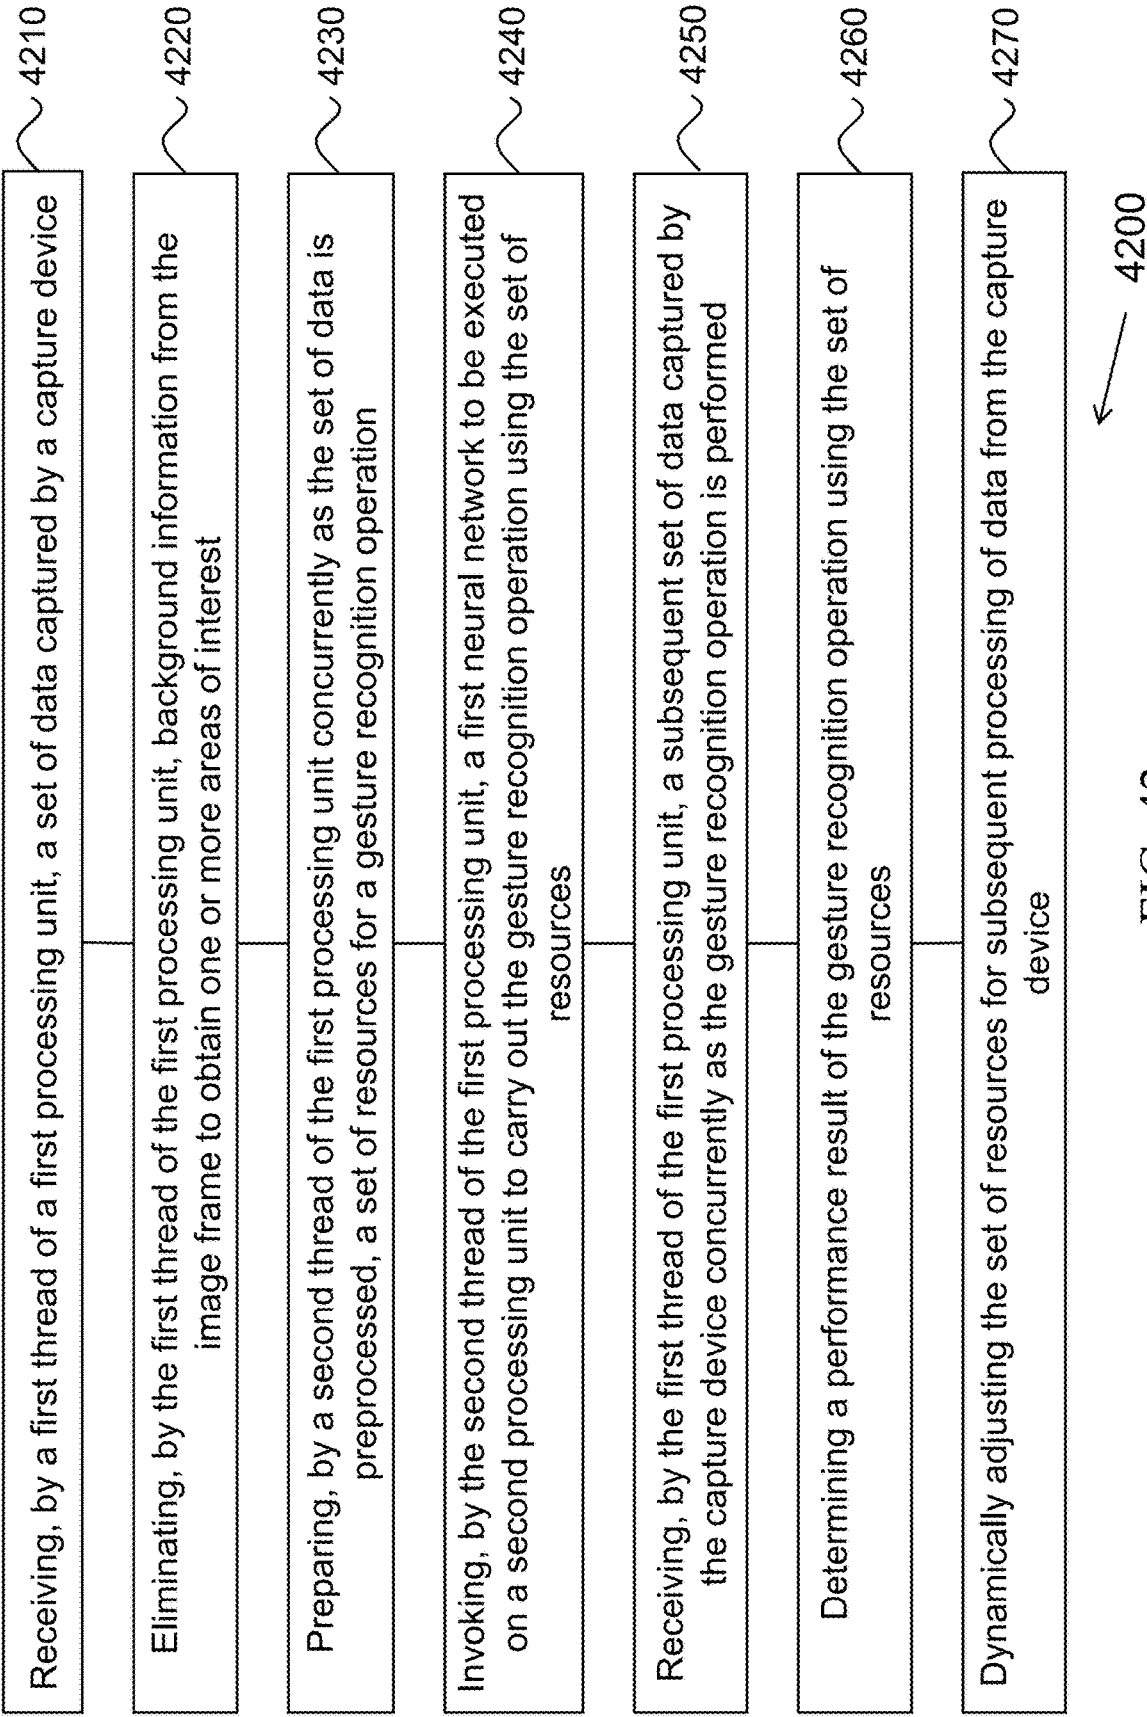 Receiving, by a first thread of a first processing unit, a set of data captured by a capture device
4210
Eliminating, by the first thread of the first processing unit, background information from the
image frame to obtain one or more areas of interest
4220
Preparing, by a second thread of the first processing unit concurrently as the set of data is
preprocessed, a set of resources for a gesture recognition operation
4230
Invoking, by the second thread of the first processing unit, a first neural network to be executed
on a second processing unit to carry out the gesture recognition operation using the set of
resources
4240
Receiving, by the first thread of the first processing unit, a subsequent set of data captured by
the capture device concurrently as the gesture recognition operation is performed
4250
Determining a performance result of the gesture recognition operation using the set of
resources
4260
Dynamically adjusting the set of resources for subsequent processing of data from the capture
device
4270
4200